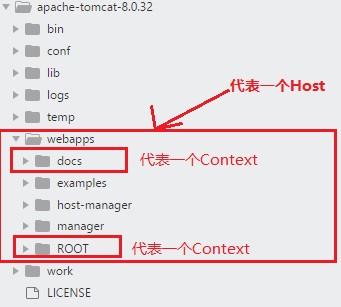 apache-tomcat-8.0.32
bin
conf
代表一个Host
lib
logs
temp
webapps
docs 代表一个Context
examples
host-manager
manager
ROOT 代表一个Context
work
LICENSE